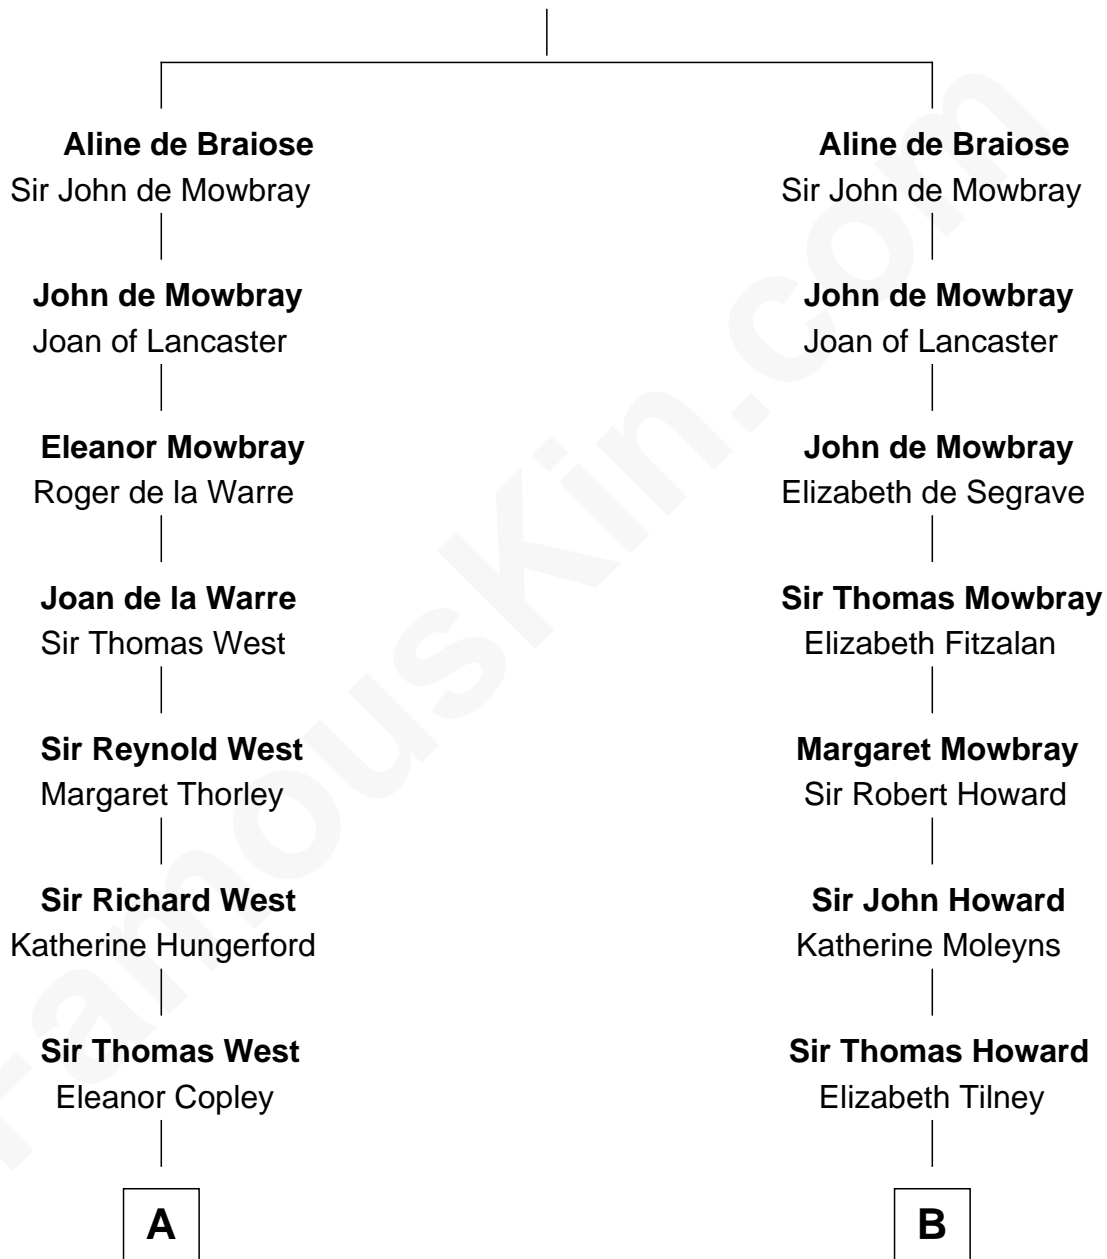 Aline de Braiose
Sir John de Mowbray
John de Mowbray
Joan of Lancaster
Eleanor Mowbray
Roger de la Warre
Joan de la Warre
Sir Thomas West
Sir Reynold West
Margaret Thorley
Sir Richard West
Katherine Hungerford
Sir Thomas West
Eleanor Copley
A
Aline de Braiose
Sir John de Mowbray
John de Mowbray
Joan of Lancaster
John de Mowbray
Elizabeth de Segrave
Sir Thomas Mowbray
Elizabeth Fitzalan
Margaret Mowbray
Sir Robert Howard
Sir John Howard
Katherine Moleyns
Sir Thomas Howard
Elizabeth Tilney
B
FamousKin.com